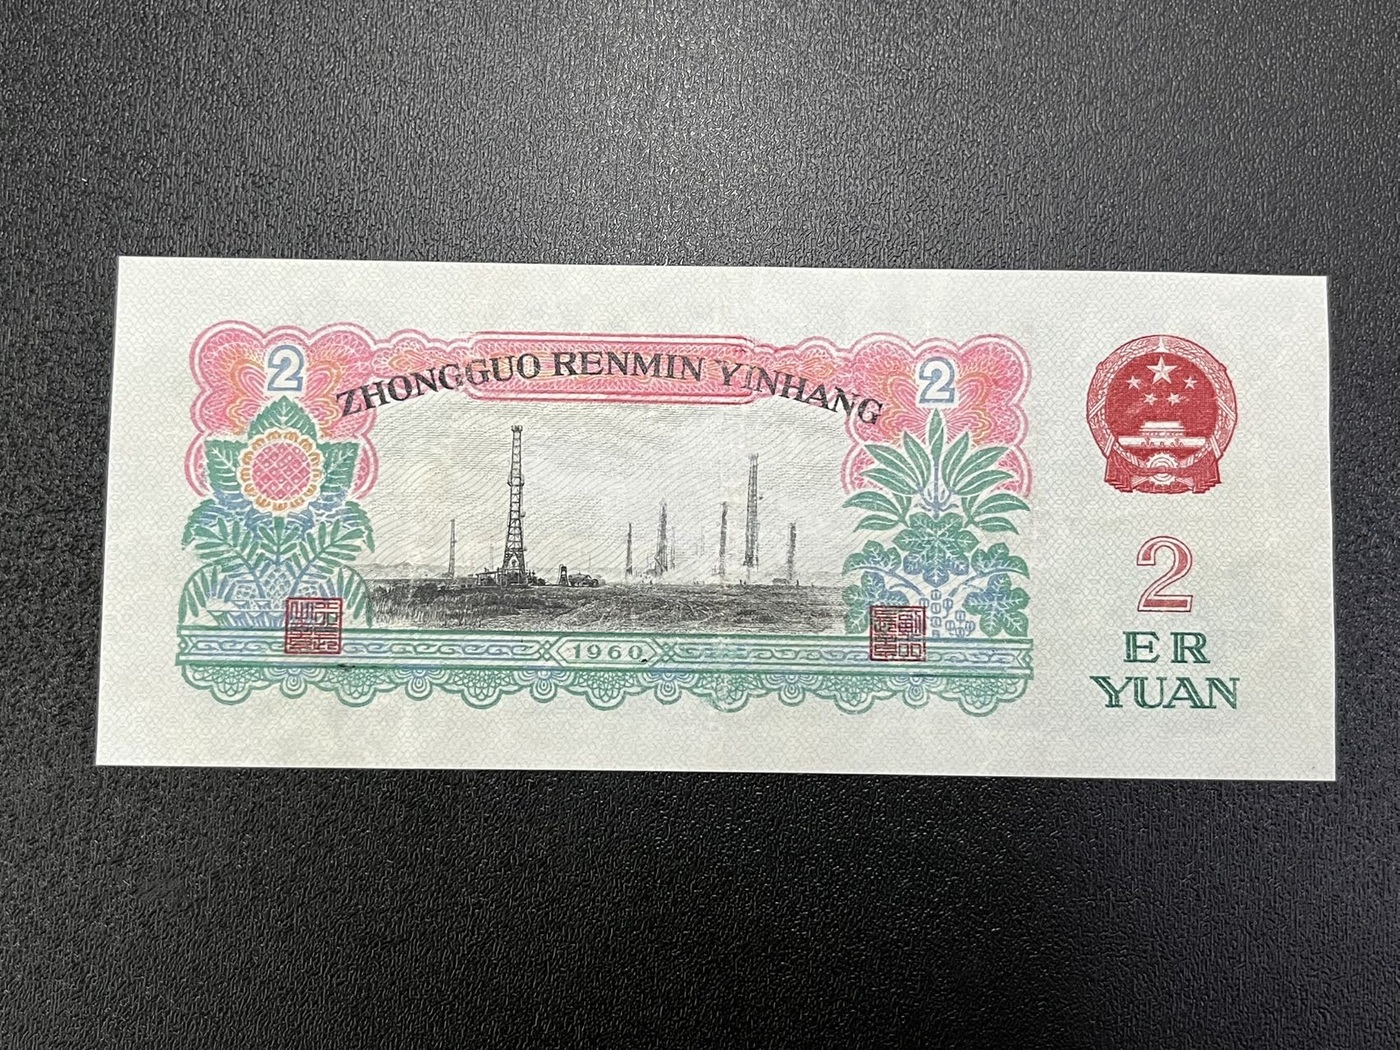 2
ZHONGGUO RENMIN YINHANG
2
1960
2
ER
YUAN